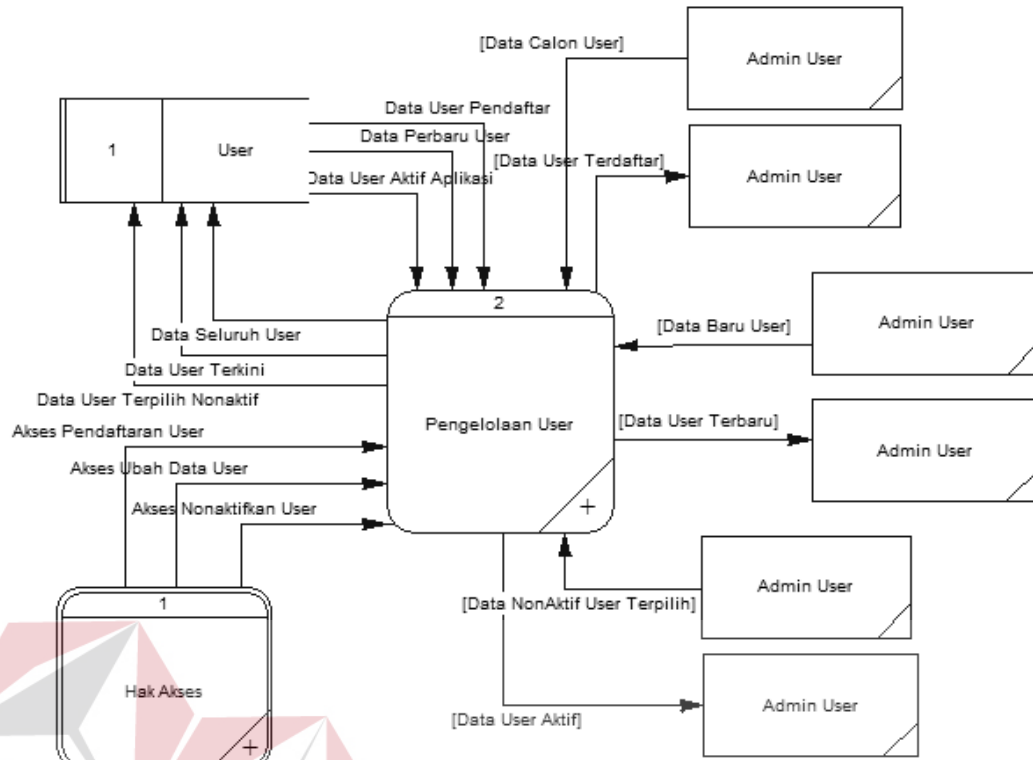 [Data Calon User]
Admin User
Data User Pendaftar
1
User
Data Perbaru User
[Data User Terdaftar]
Admin User
Data User Aktif Aplikasi
2
[Data Baru User]
Admin User
Data Seluruh User
Data User Terkini
Data User Terpilih Nonaktif
Pengelolaan User
[Data User Terbaru]
Admin User
Akses Pendaftaran User
Akses Ubah Data User
Akses Nonaktifkan User
+
1
[Data NonAktif User Terpilih]
Admin User
Hak Akses
[Data User Aktif]
Admin User
+